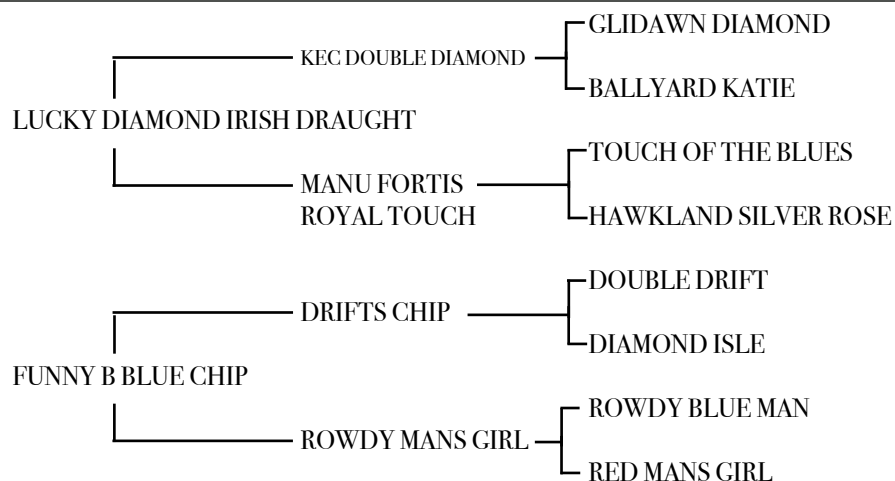 GLIDAWN DIAMOND
KEC DOUBLE DIAMOND
BALLYARD KATIE
LUCKY DIAMOND IRISH DRAUGHT
TOUCH OF THE BLUES
MANU FORTIS
ROYAL TOUCH
HAWKLAND SILVER ROSE
DOUBLE DRIFT
DRIFTS CHIP
DIAMOND ISLE
FUNNY B BLUE CHIP
ROWDY BLUE MAN
ROWDY MANS GIRL
RED MANS GIRL